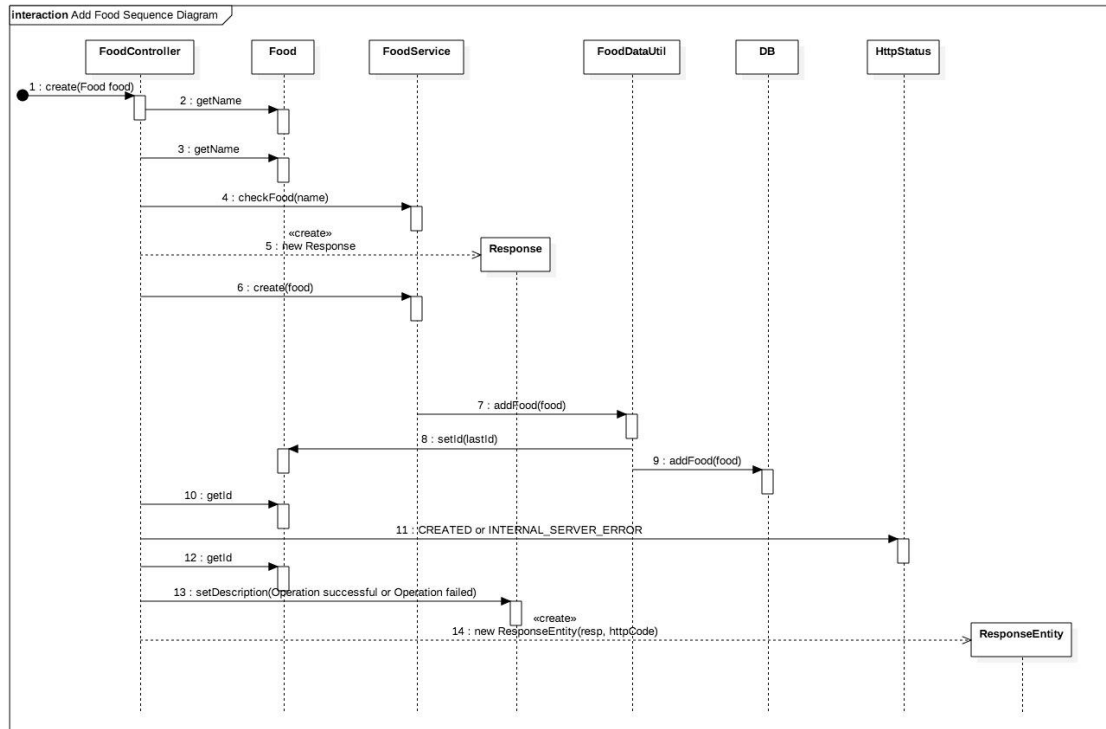 interaction Add Food Sequence Diagram
FoodController
Food
FoodService
FoodDataUtil
DB
HttpStatus
1 : create(Food food)
2 : getName
3 : getName
4 : checkFood(name)
«create»
5 : new Response
Response
6 : create(food)
7 : addFood(food)
8 : setId(lastId)
9 : addFood(food)
10 : getId
11 : CREATED or INTERNAL_SERVER_ERROR
12 : getId
13 : setDescription(Operation successful or Operation failed)
«create»
14 : new ResponseEntity(resp, httpCode)
ResponseEntity